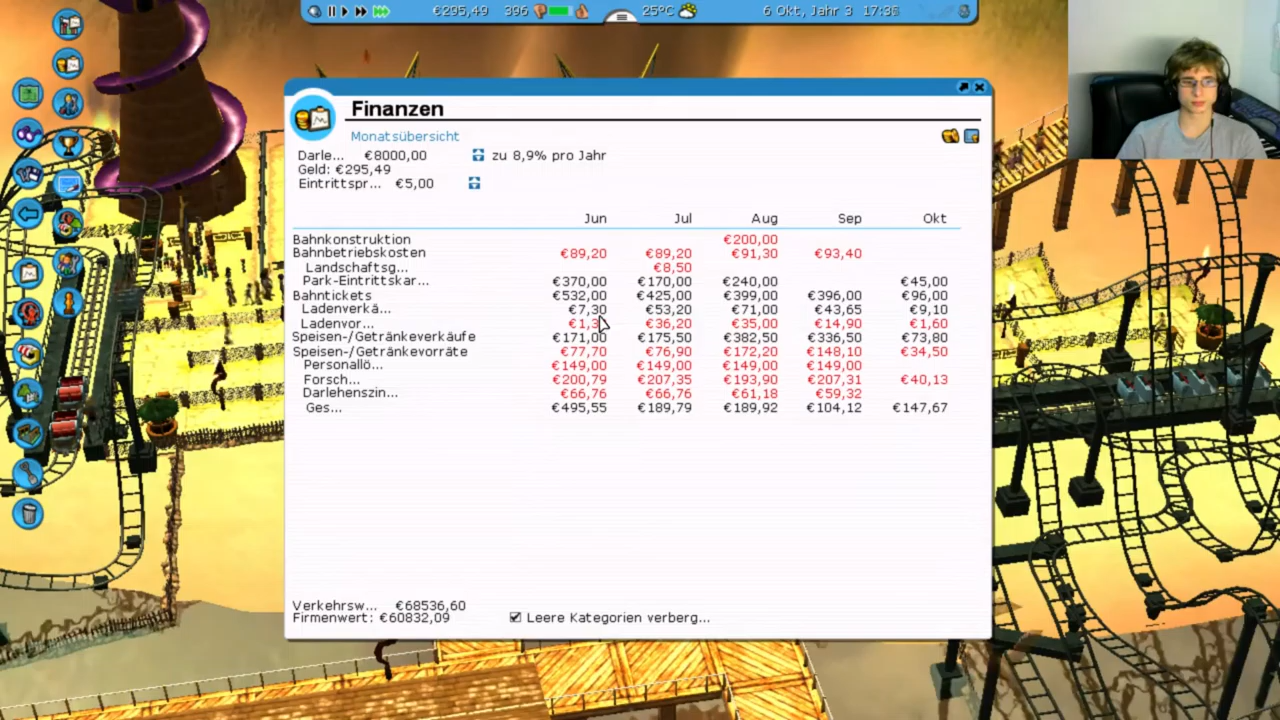 €295,49 396 25°C 6 Okt, Jahr 3 17:38
Finanzen
Monatsübersicht
Darle... €8000,00 zu 8,9% pro Jahr
Geld: €295,49
Eintrittspr... €5,00
Jun Jul Aug Sep Okt
Bahnkonstruktion €200,00
Bahnbetriebskosten €89,20 €89,20 €91,30 €93,40
Landschaftsg... €8,50
Park-Eintrittskar... €370,00 €170,00 €240,00 €45,00
Bahntickets €532,00 €425,00 €399,00 €396,00 €96,00
Ladenverkä... €7,30 €53,20 €71,00 €43,65 €9,10
Ladenvor... €36,20 €35,00 €14,90 €1,60
Speisen-/Getränkeverkäufe €171,00 €175,50 €382,50 €336,50 €73,80
Speisen-/Getränkevorräte €77,70 €76,90 €172,20 €148,10 €34,50
Personallö... €149,00 €149,00 €149,00 €149,00
Forsch... €200,79 €207,35 €193,90 €207,31 €40,13
Darlehenszin... €66,76 €66,76 €61,18 €59,32
Ges... €495,55 €189,79 €189,92 €104,12 €147,67
Verkehrsw... €68536,60
Firmenwert: €60832,09 Leere Kategorien verberg...